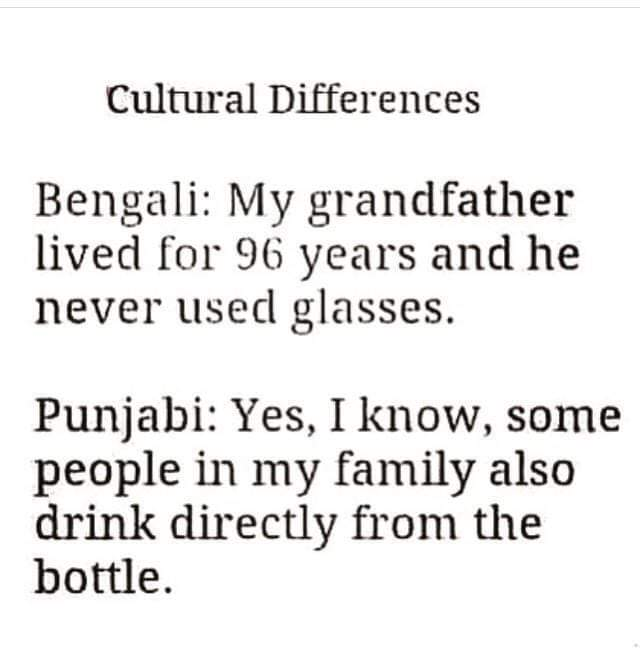 Cultural Differences
Bengali: My grandfather
lived for 96 years and he
never used glasses.
Punjabi: Yes, I know, some
people in my family also
drink directly from the
bottle.